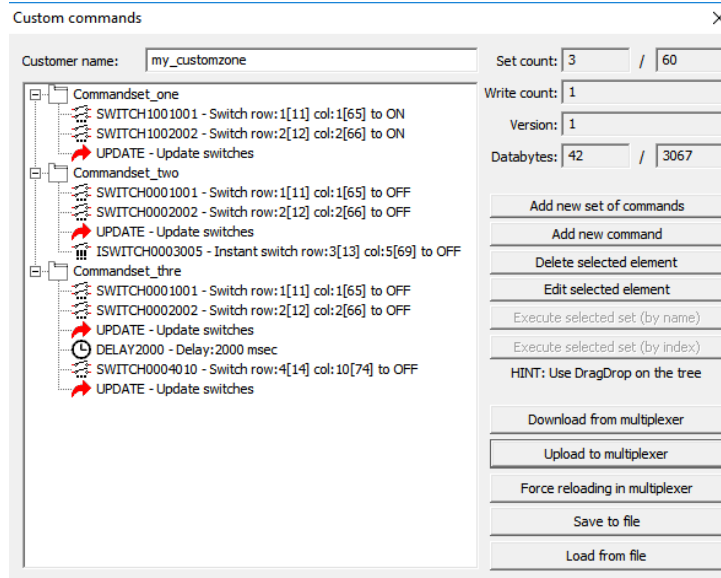 Custom commands
Customer name: my_customzone
Set count: 3 / 60
Write count: 1
Version: 1
Databytes: 42 / 3067
Commandset_one
SWITCH1001001 - Switch row:1[11] col:1[65] to ON
SWITCH1002002 - Switch row:2[12] col:2[66] to ON
UPDATE - Update switches
Commandset_two
SWITCH0001001 - Switch row:1[11] col:1[65] to OFF
SWITCH0002002 - Switch row:2[12] col:2[66] to OFF
UPDATE - Update switches
ISWITCH0003005 - Instant switch row:3[13] col:5[69] to OFF
Commandset_thre
SWITCH0001001 - Switch row:1[11] col:1[65] to OFF
SWITCH0002002 - Switch row:2[12] col:2[66] to OFF
UPDATE - Update switches
DELAY2000 - Delay:2000 msec
SWITCH0004010 - Switch row:4[14] col:10[74] to OFF
UPDATE - Update switches
Add new set of commands
Add new command
Delete selected element
Edit selected element
Execute selected set (by name)
Execute selected set (by index)
HINT: Use DragDrop on the tree
Download from multiplexer
Upload to multiplexer
Force reloading in multiplexer
Save to file
Load from file